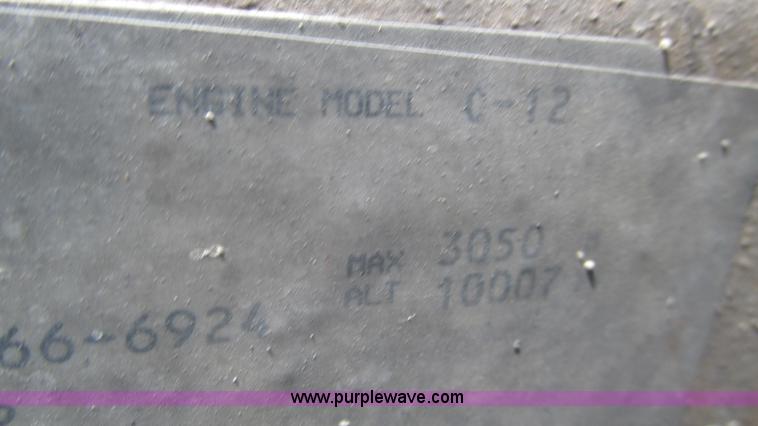 ENGINE MODEL C-12
MAX 3050
ALT 10007
66-6924
www.purplewave.com